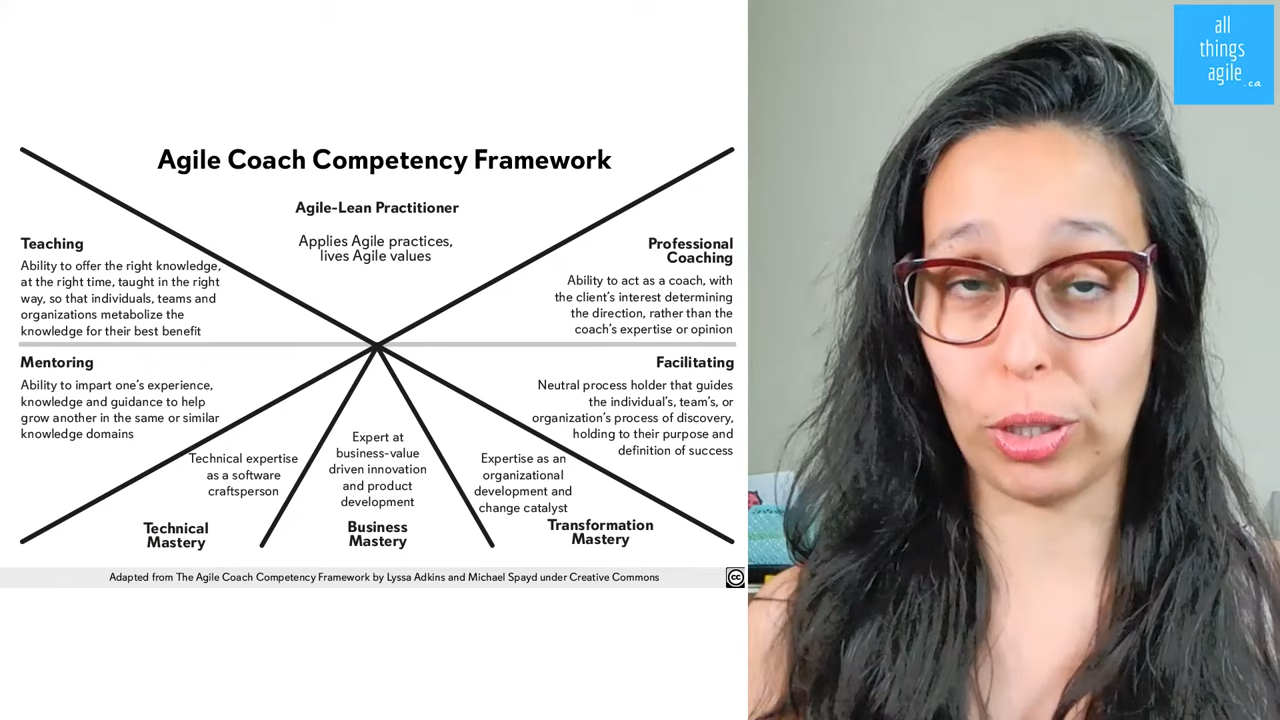 Agile Coach Competency Framework
Agile-Lean Practitioner
Applies Agile practices,
lives Agile values
Teaching
Ability to offer the right knowledge,
at the right time, taught in the right
way, so that individuals, teams and
organizations metabolize the
knowledge for their best benefit
Professional
Coaching
Ability to act as a coach, with
the client's interest determining
the direction, rather than the
coach's expertise or opinion
Mentoring
Ability to impart one's experience,
knowledge and guidance to help
grow another in the same or similar
knowledge domains
Facilitating
Neutral process holder that guides
the individual's, team's, or
organization's process of discovery,
holding to their purpose and
definition of success
Technical expertise
as a software
craftsperson
Technical
Mastery
Expert at
business-value
driven innovation
and product
development
Business
Mastery
Expertise as an
organizational
development and
change catalyst
Transformation
Mastery
Adapted from The Agile Coach Competency Framework by Lyssa Adkins and Michael Spayd under Creative Commons
cc
all
things
agile
.ca